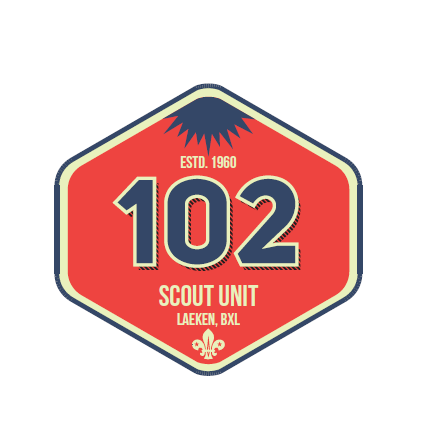 ESTD. 1960
102
SCOUT UNIT
LAEKEN, BXL